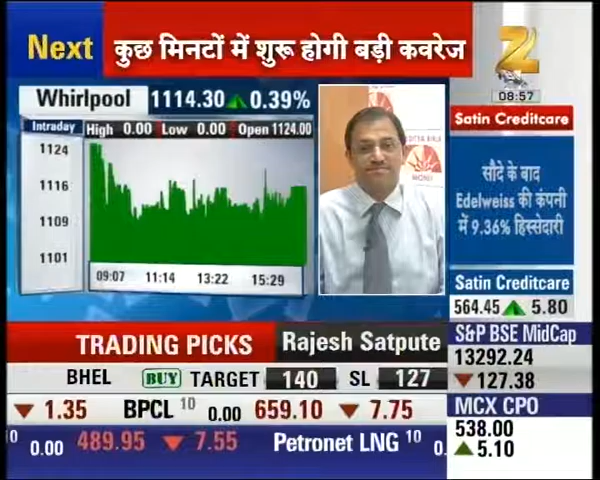 Next
कुछ मिनटों में शुरू होगी बड़ी कवरेज
Z
08:57
Whirlpool 1114.30 0.39%
Intraday High 0.00 Low 0.00 Open 1124.00
1124
1116
1109
1101
09:07 11:14 13:22 15:29
MONEY
Satin Creditcare
सौदे के बाद
Edelweiss की कंपनी
में 9.36% हिस्सेदारी
Satin Creditcare
564.45 5.80
S&P BSE MidCap
13292.24
127.38
MCX CPO
538.00
5.10
TRADING PICKS Rajesh Satpute
BHEL BUY TARGET 140 SL 127
1.35 BPCL 10 0.00 659.10 7.75
10 0.00 489.95 7.55 Petronet LNG 10 0.